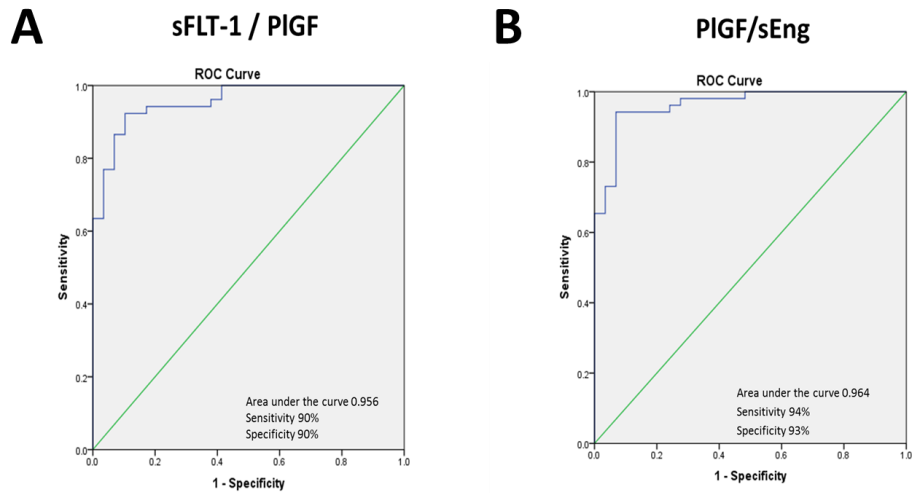 A
sFLT-1 / PlGF
ROC Curve
1.0
0.8
0.6
0.4
0.2
0.0
Sensitivity
Area under the curve 0.956
Sensitivity 90%
Specificity 90%
0.0 0.2 0.4 0.6 0.8 1.0
1 - Specificity
B
PlGF/sEng
ROC Curve
1.0
0.8
0.6
0.4
0.2
0.0
Sensitivity
Area under the curve 0.964
Sensitivity 94%
Specificity 93%
0.0 0.2 0.4 0.6 0.8 1.0
1 - Specificity